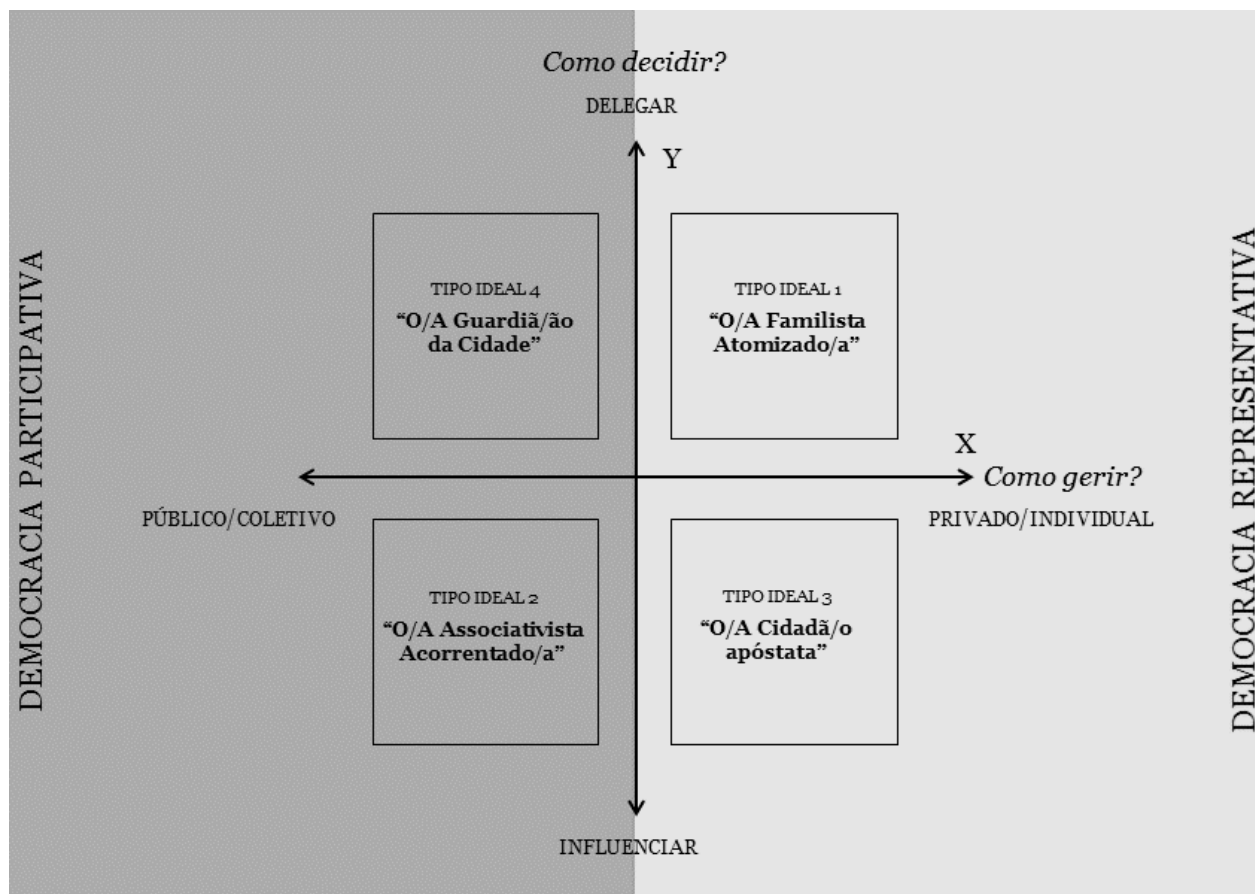 Como decidir?
DELEGAR
Y
DEMOCRACIA PARTICIPATIVA
TIPO IDEAL 4
“O/A Guardiã/ão
da Cidade”
TIPO IDEAL 1
“O/A Familista
Atomizado/a”
DEMOCRACIA REPRESENTATIVA
X
Como gerir?
PÚBLICO/COLETIVO
PRIVADO/INDIVIDUAL
TIPO IDEAL 2
“O/A Associativista
Acorrentado/a”
TIPO IDEAL 3
“O/A Cidadã/o
apóstata”
INFLUENCIAR